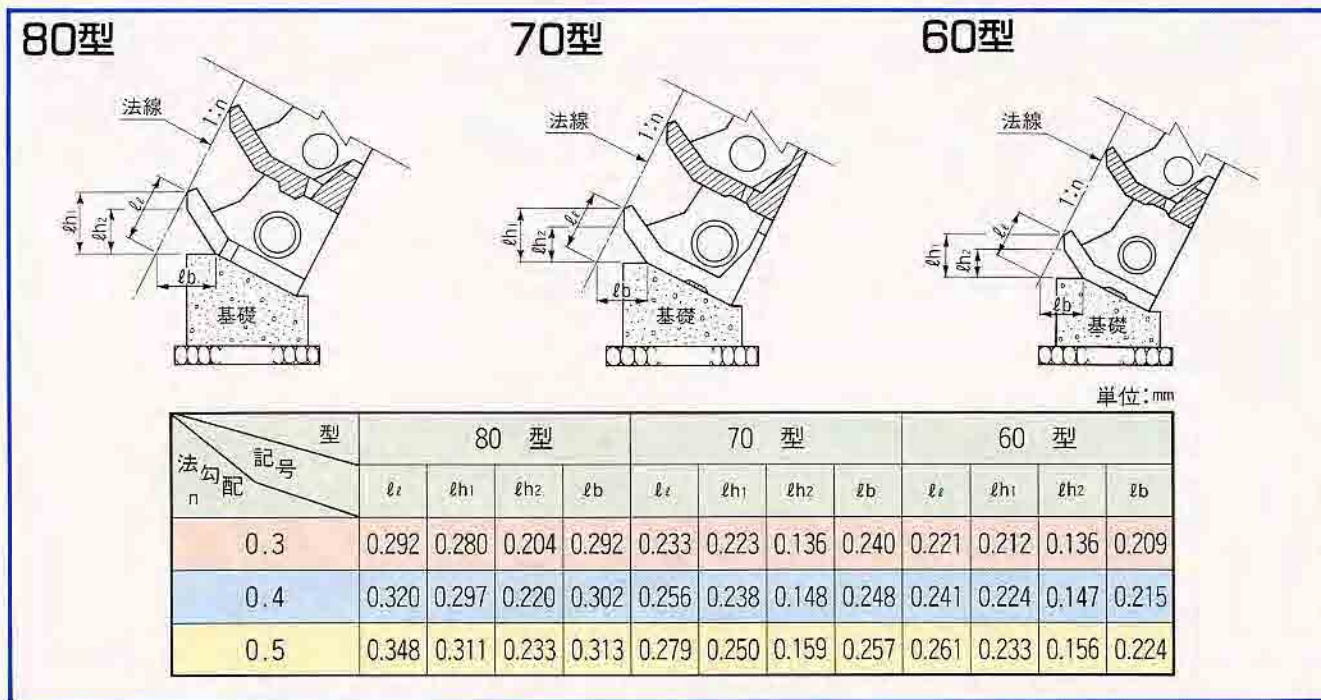 80型
70型
60型
法線
1:n
ℓℓ
ℓh1
ℓh2
ℓb
基礎
法線
1:n
ℓℓ
ℓh1
ℓh2
ℓb
基礎
法線
1:n
ℓℓ
ℓh1
ℓh2
ℓb
基礎
単位:mm
型 80 型 70 型 60 型
記号
法勾配
n
ℓℓ ℓh1 ℓh2 ℓb ℓℓ ℓh1 ℓh2 ℓb ℓℓ ℓh1 ℓh2 ℓb
0.3 0.292 0.280 0.204 0.292 0.233 0.223 0.136 0.240 0.221 0.212 0.136 0.209
0.4 0.320 0.297 0.220 0.302 0.256 0.238 0.148 0.248 0.241 0.224 0.147 0.215
0.5 0.348 0.311 0.233 0.313 0.279 0.250 0.159 0.257 0.261 0.233 0.156 0.224